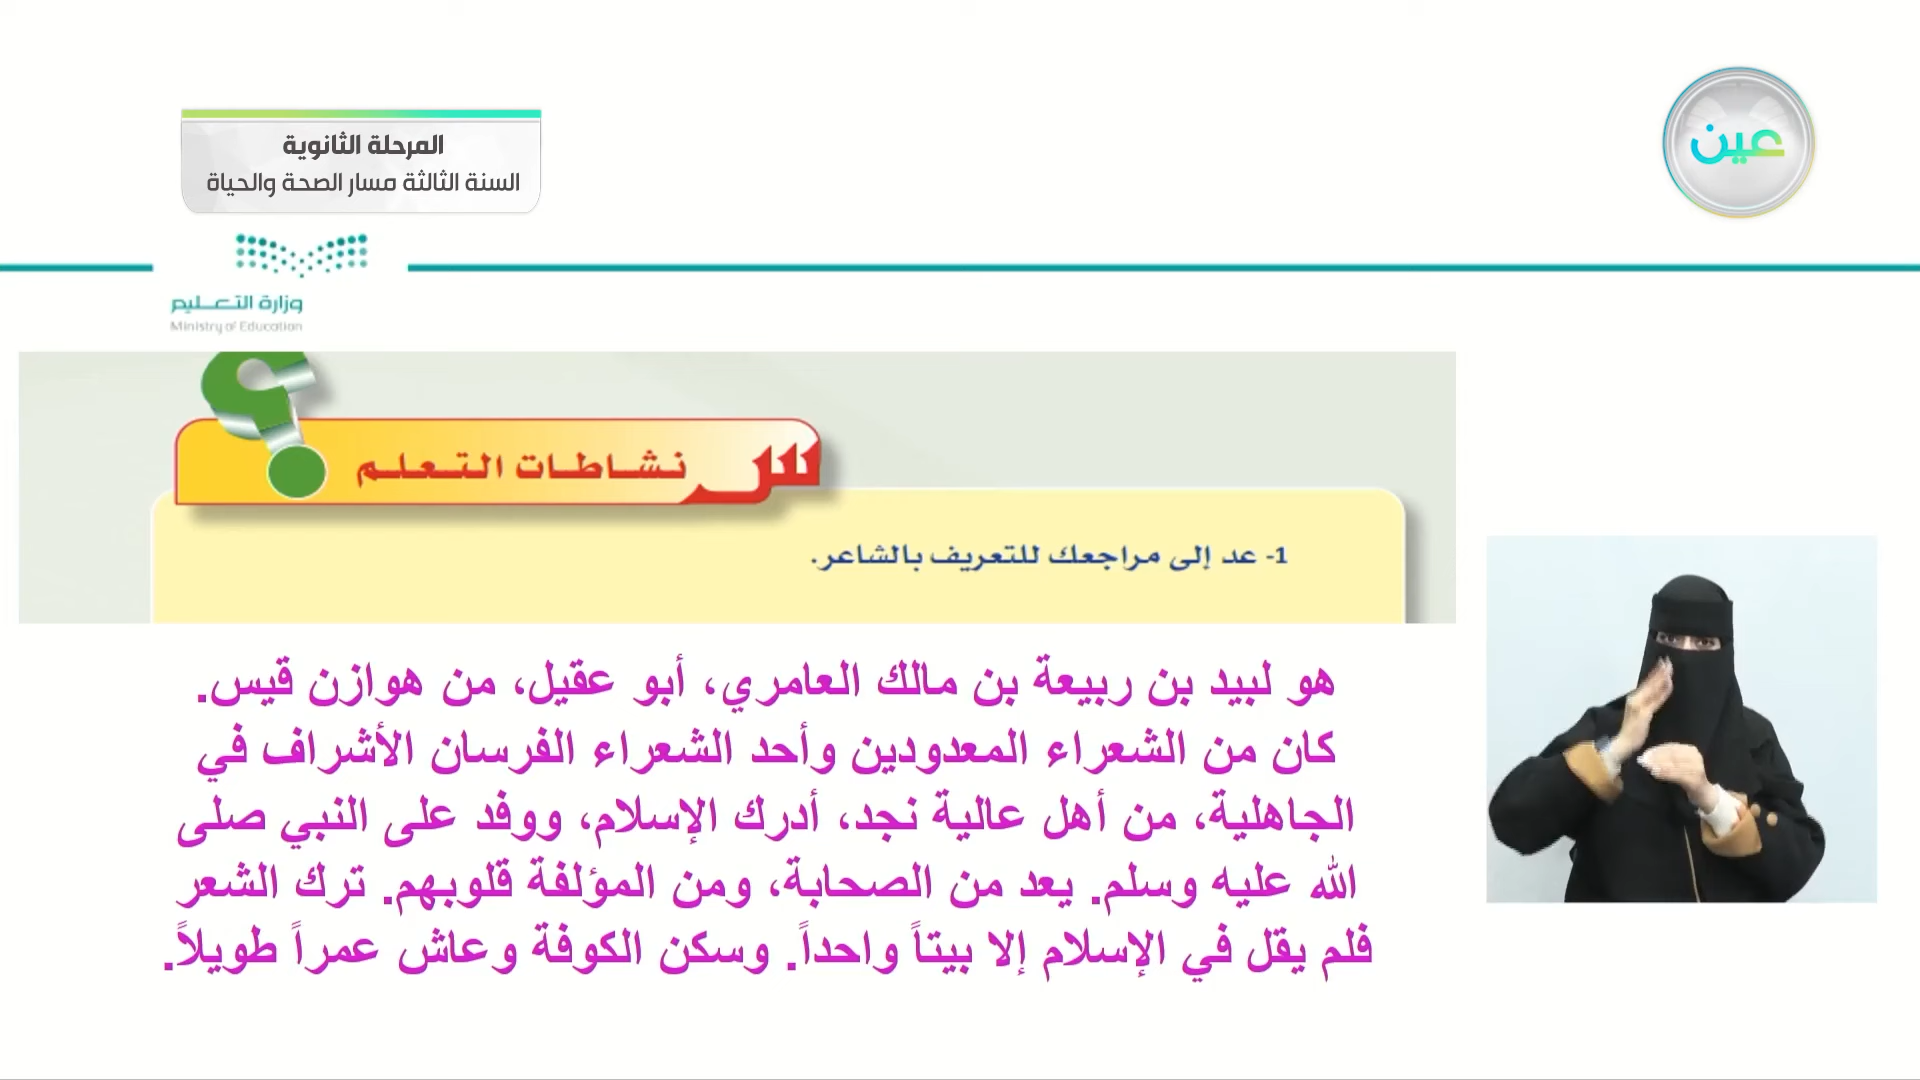 عين
المرحلة الثانوية
السنة الثالثة مسار الصحة والحياة
وزارة التعـــليم
Ministry of Education
نشـاطـات التـعـلـم
1- عد إلى مراجعك للتعريف بالشاعر.
هو لبيد بن ربيعة بن مالك العامري، أبو عقيل، من هوازن قيس.
كان من الشعراء المعدودين وأحد الشعراء الفرسان الأشراف في
الجاهلية، من أهل عالية نجد، أدرك الإسلام، ووفد على النبي صلى
الله عليه وسلم. يعد من الصحابة، ومن المؤلفة قلوبهم. ترك الشعر
فلم يقل في الإسلام إلا بيتاً واحداً. وسكن الكوفة وعاش عمراً طويلاً.